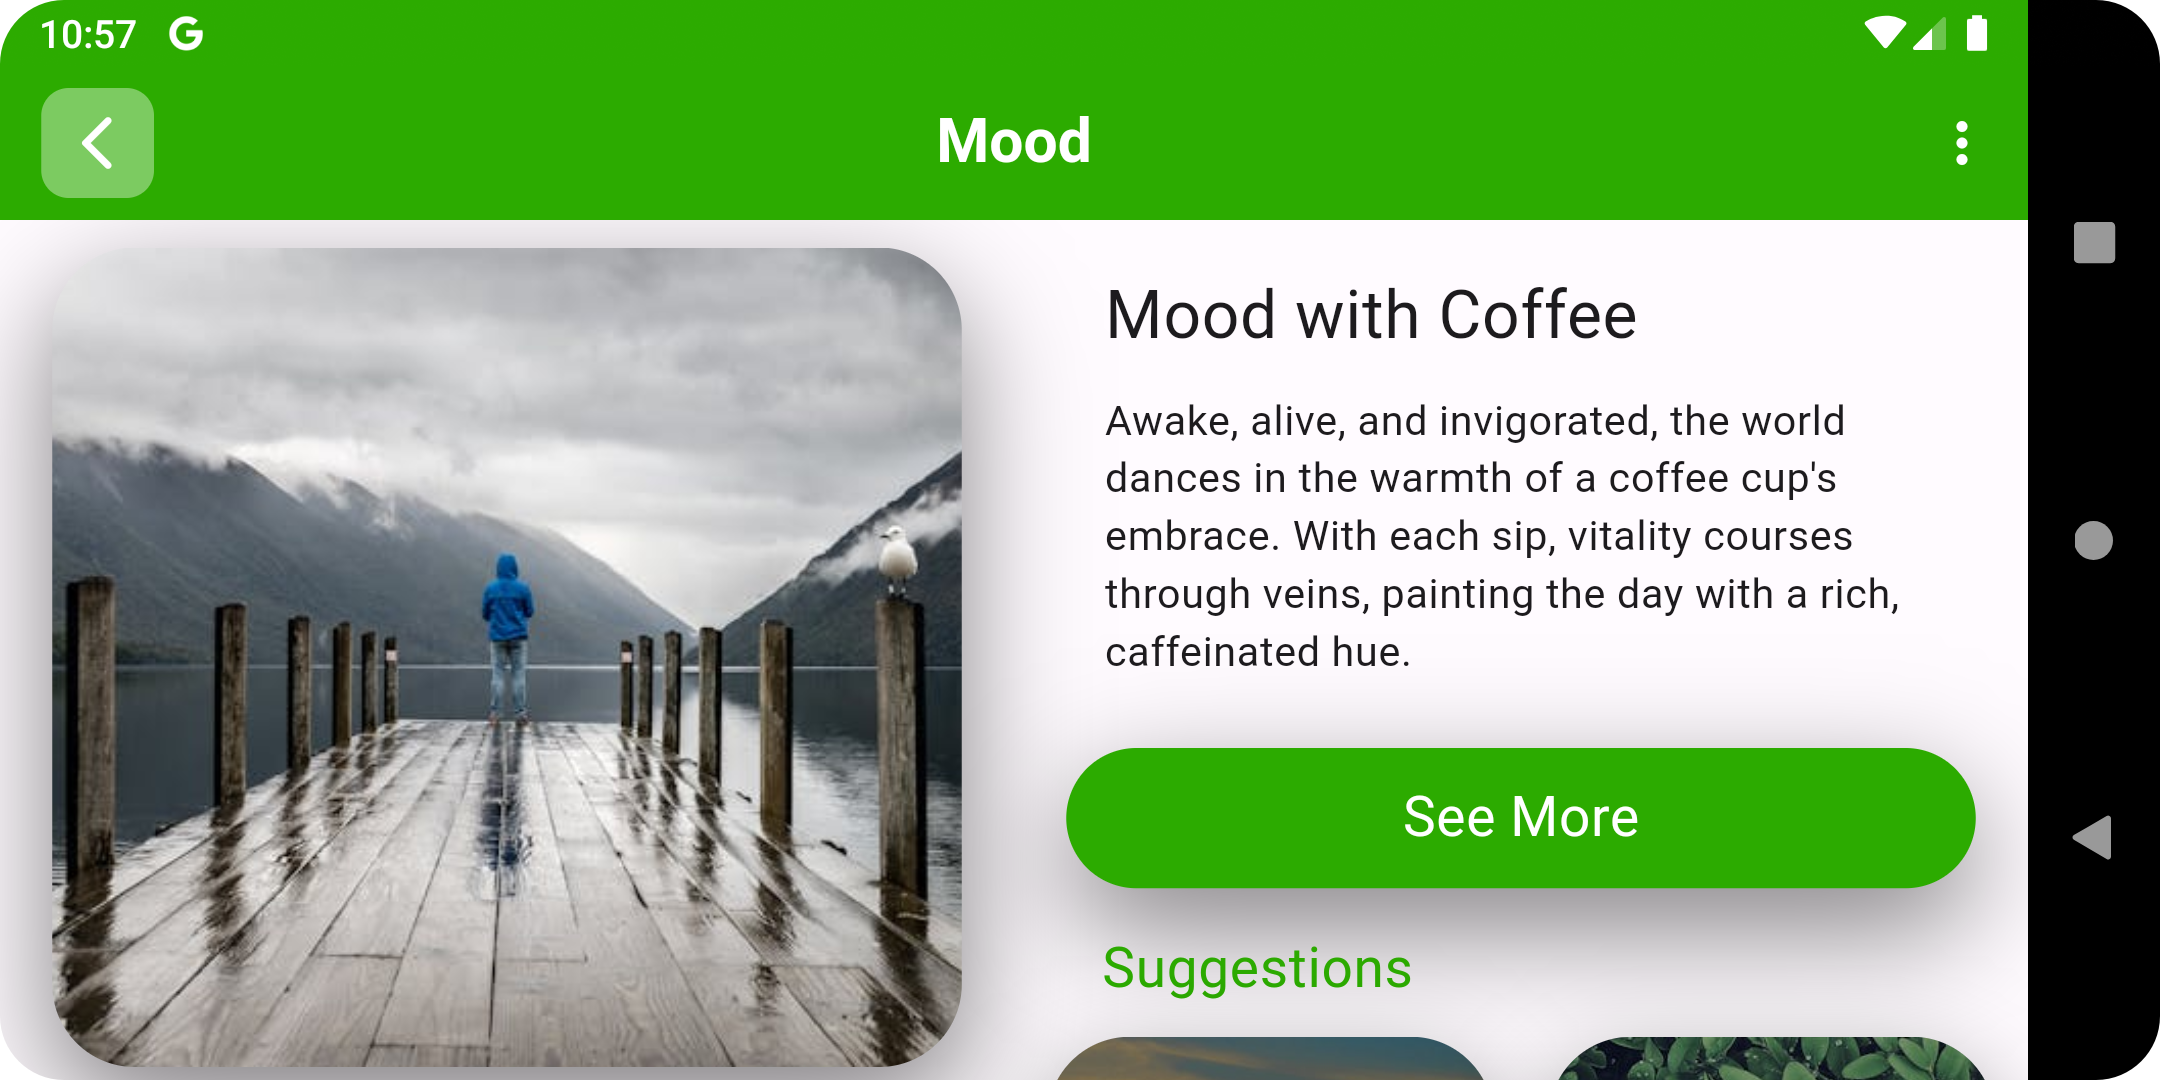 10:57 G
Mood
Mood with Coffee
Awake, alive, and invigorated, the world
dances in the warmth of a coffee cup's
embrace. With each sip, vitality courses
through veins, painting the day with a rich,
caffeinated hue.
See More
Suggestions